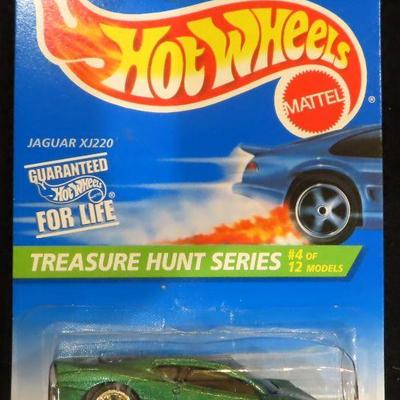 HOT WHEELS
MATTEL
®
JAGUAR XJ220
GUARANTEED
Hot Wheels ®
FOR LIFE
TREASURE HUNT SERIES #4 OF
12 MODELS